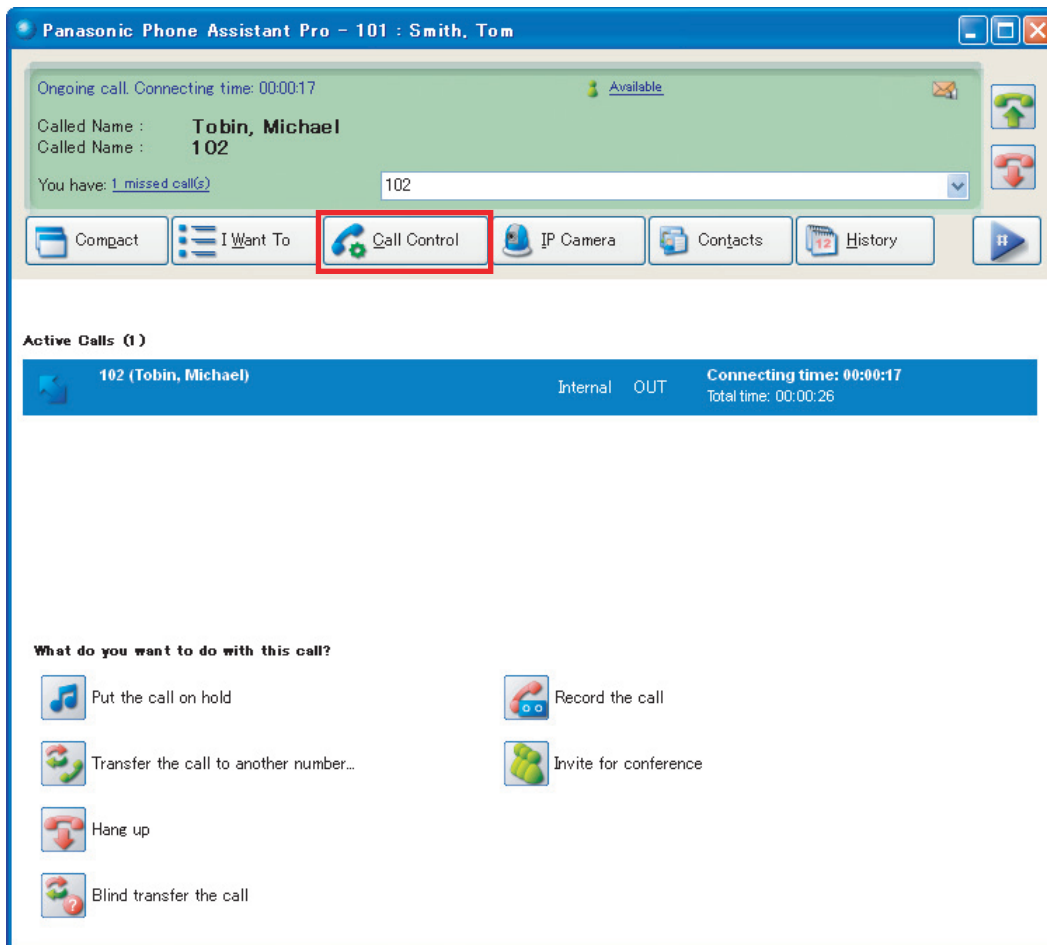 Panasonic Phone Assistant Pro - 101 : Smith, Tom
Ongoing call. Connecting time: 00:00:17 Available
Called Name : Tobin, Michael
Called Name : 102
You have: 1 missed call(s) 102
Compact I Want To Call Control IP Camera Contacts 12 History #
Active Calls (1)
102 (Tobin, Michael) Internal OUT Connecting time: 00:00:17
Total time: 00:00:26
What do you want to do with this call?
Put the call on hold Record the call
Transfer the call to another number... Invite for conference
Hang up
Blind transfer the call